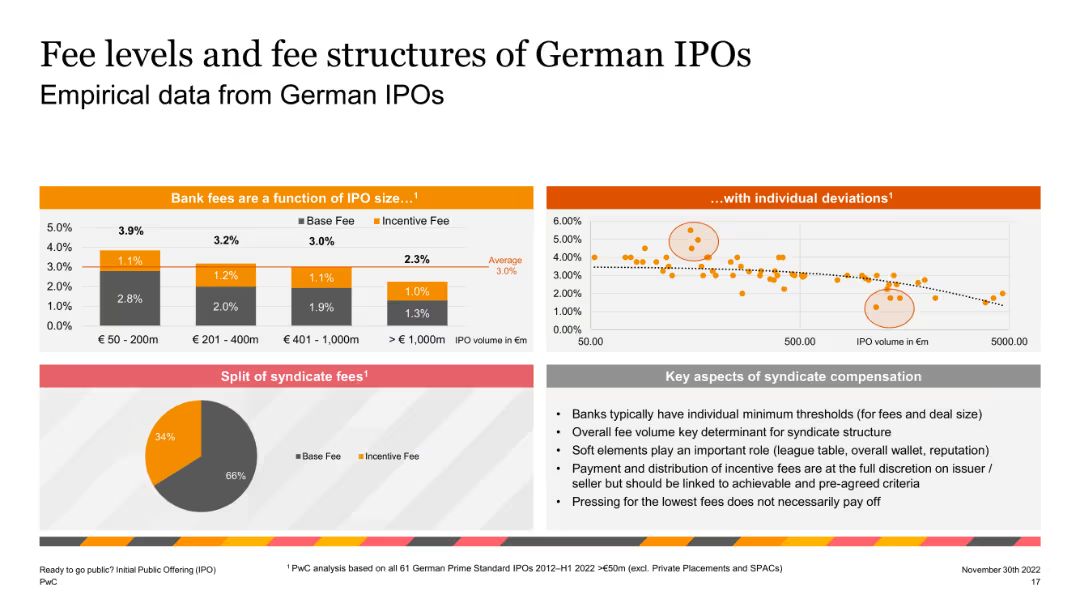 Fee levels and fee structures of German IPOs
Empirical data from German IPOs
Bank fees are a function of IPO size…1
Base Fee
Incentive Fee
5.0%
4.0%
3.0%
2.0%
1.0%
0.0%
3.9%
3.2%
3.0%
2.3%
1.1%
1.2%
1.1%
1.0%
2.8%
2.0%
1.9%
1.3%
Average
3.0%
€ 50 - 200m
€ 201 - 400m
€ 401 - 1,000m
> € 1,000m
IPO volume in €m
…with individual deviations1
6.00%
5.00%
4.00%
3.00%
2.00%
1.00%
0.00%
50.00
500.00
IPO volume in €m
5000.00
Split of syndicate fees1
34%
66%
Base Fee
Incentive Fee
Key aspects of syndicate compensation
• Banks typically have individual minimum thresholds (for fees and deal size)
• Overall fee volume key determinant for syndicate structure
• Soft elements play an important role (league table, overall wallet, reputation)
• Payment and distribution of incentive fees are at the full discretion on issuer /
seller but should be linked to achievable and pre-agreed criteria
• Pressing for the lowest fees does not necessarily pay off
Ready to go public? Initial Public Offering (IPO)
PwC
1 PwC analysis based on all 61 German Prime Standard IPOs 2012–H1 2022 >€50m (excl. Private Placements and SPACs)
November 30th 2022
17